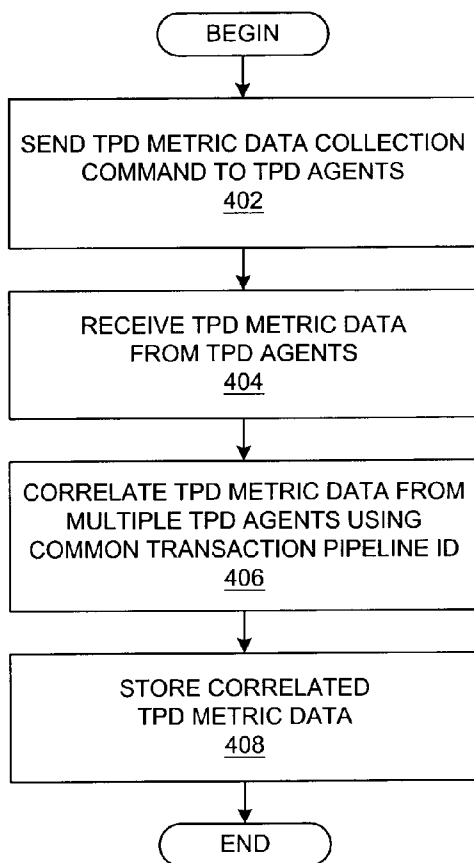 BEGIN
SEND TPD METRIC DATA COLLECTION
COMMAND TO TPD AGENTS
402
RECEIVE TPD METRIC DATA
FROM TPD AGENTS
404
CORRELATE TPD METRIC DATA FROM
MULTIPLE TPD AGENTS USING
COMMON TRANSACTION PIPELINE ID
406
STORE CORRELATED
TPD METRIC DATA
408
END